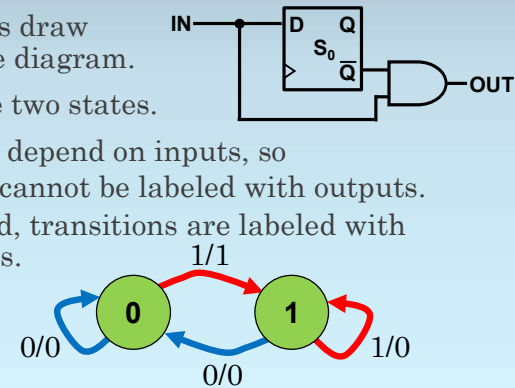 s draw
e diagram.
e two states.
depend on inputs, so
cannot be labeled with outputs.
d, transitions are labeled with
s.
IN
D Q
S0
Q
OUT
1/1
0
1
0/0
1/0
0/0